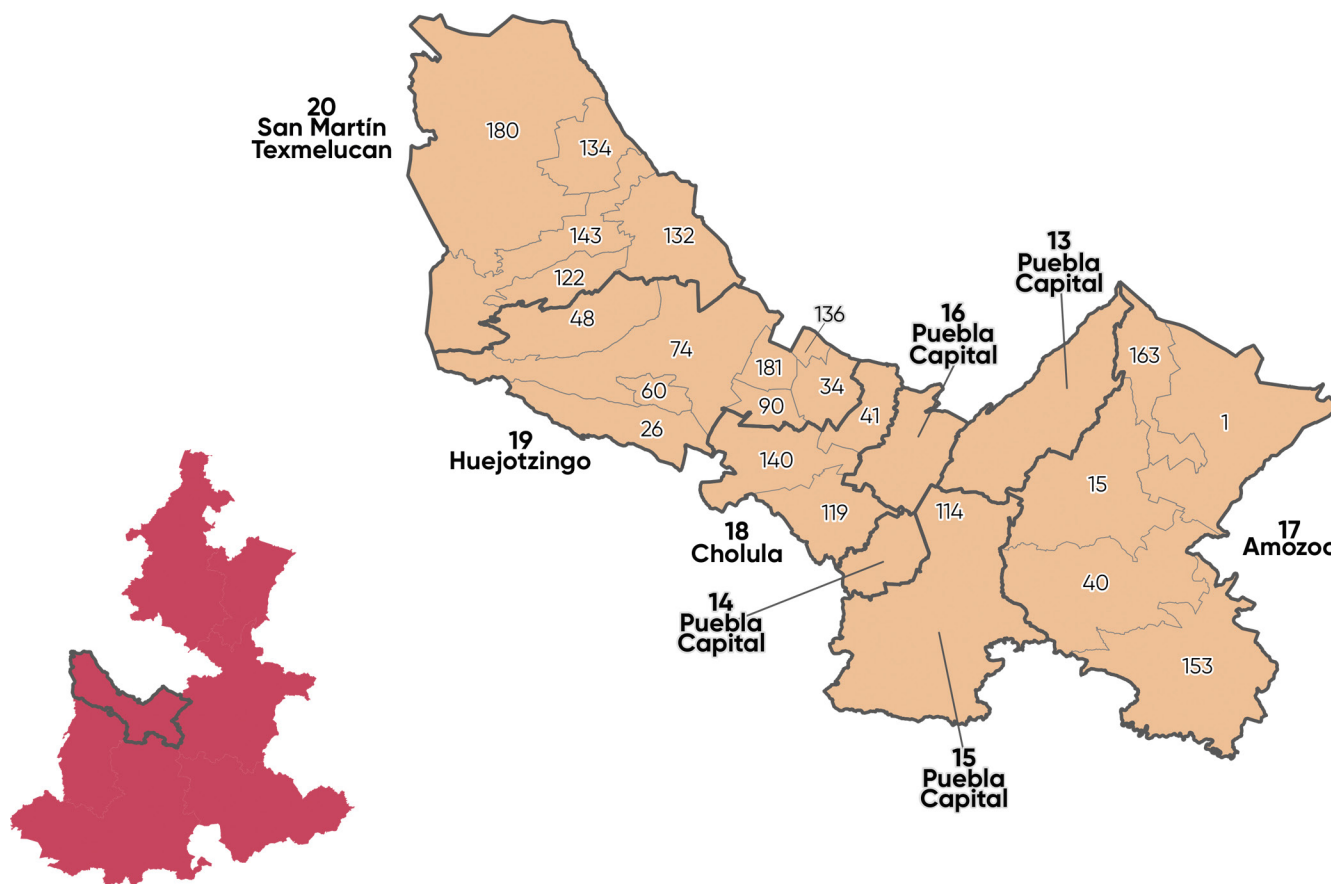 20
San Martín
Texmelucan
180
134
143
132
122
13
Puebla
Capital
48
136
16
Puebla
Capital
74
163
181
34
60
90
41
1
26
19
Huejotzingo
140
15
119
114
18
Cholula
17
Amozoc
40
14
Puebla
Capital
153
15
Puebla
Capital